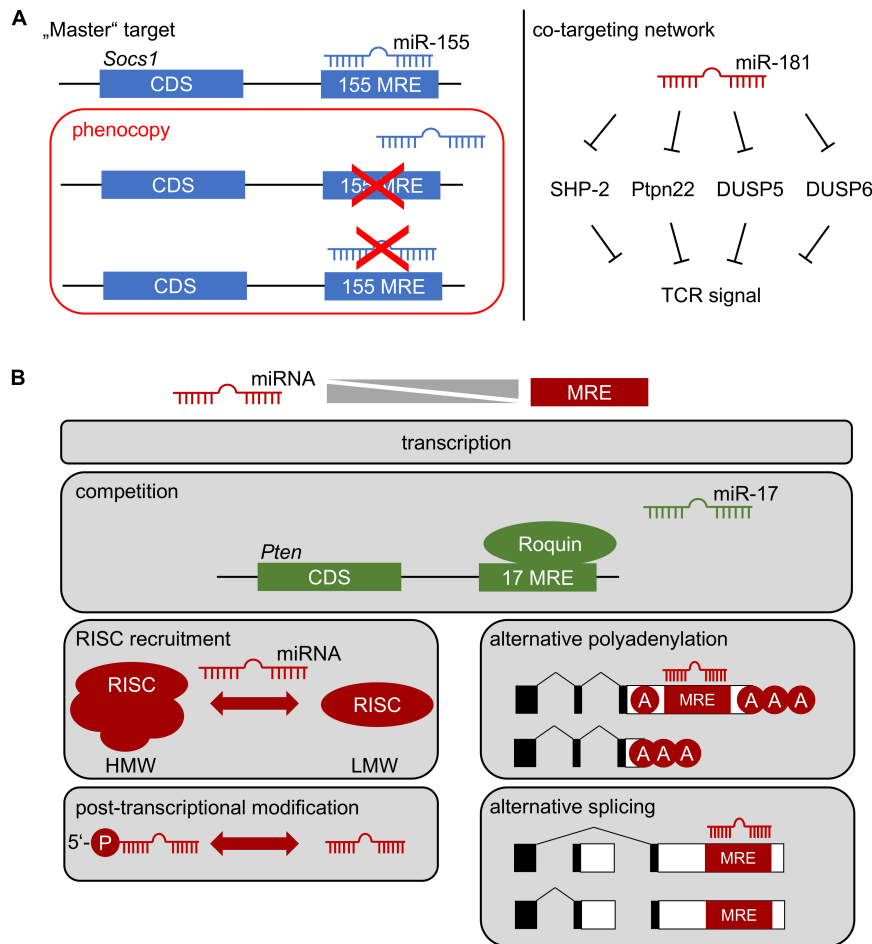 A
„Master“ target
Socs1
miR-155
CDS
155 MRE
phenocopy
CDS
155 MRE
CDS
155 MRE
co-targeting network
miR-181
SHP-2 Ptpn22 DUSP5 DUSP6
TCR signal
B
miRNA
MRE
transcription
competition
miR-17
Roquin
Pten
CDS
17 MRE
RISC recruitment
miRNA
RISC
RISC
HMW
LMW
post-transcriptional modification
5‘-P
alternative polyadenylation
A MRE A A A
A A A
alternative splicing
MRE
MRE